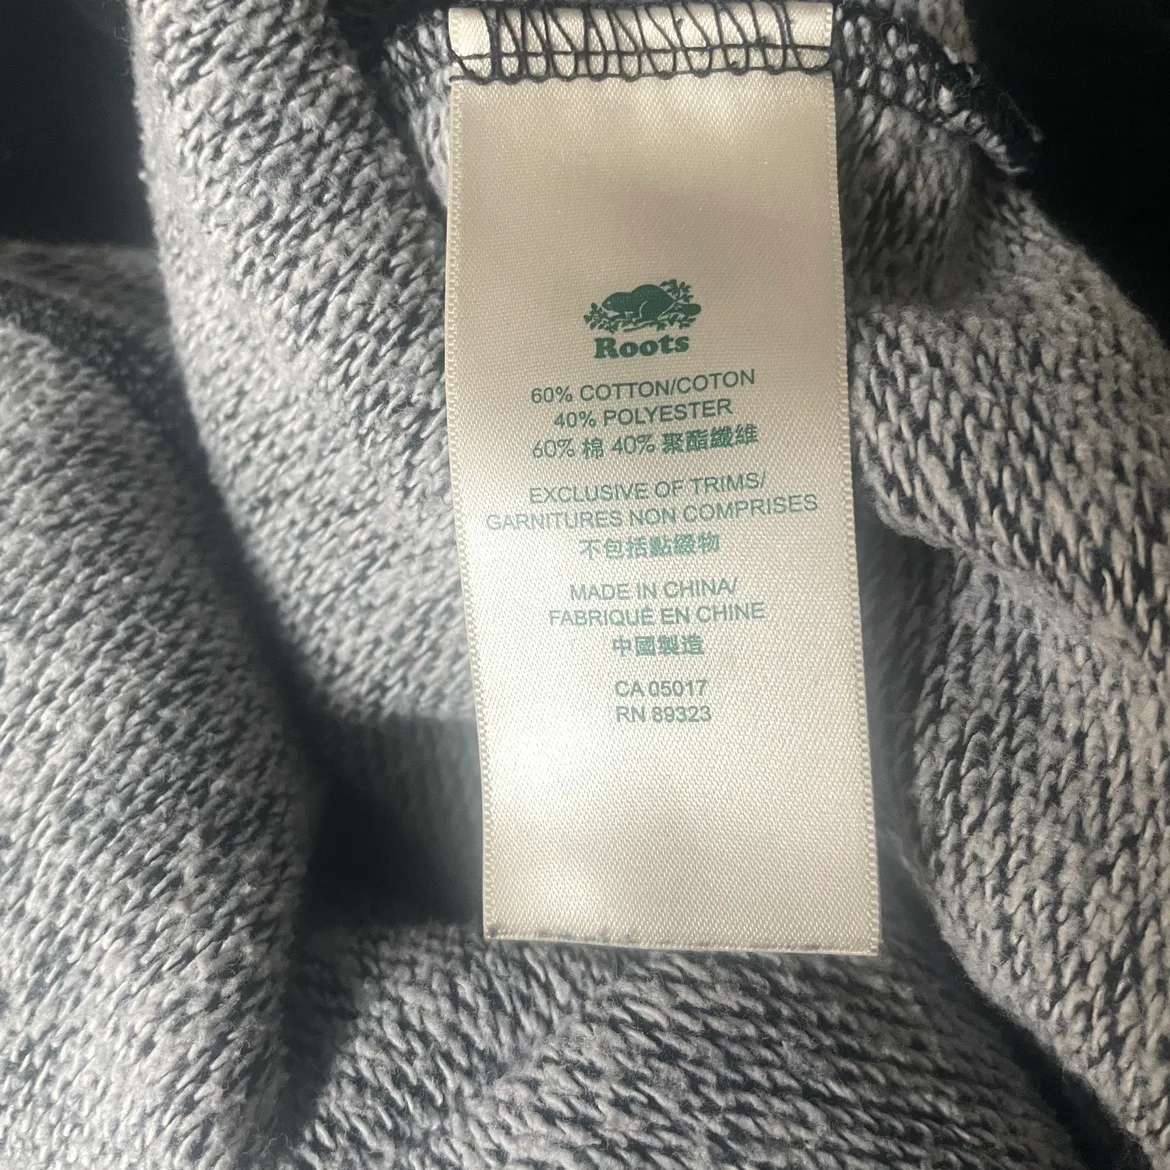 Roots
60% COTTON/COTON
40% POLYESTER
60% 棉 40% 聚酯纖維
EXCLUSIVE OF TRIMS/
GARNITURES NON COMPRISES
不包括點綴物
MADE IN CHINA/
FABRIQUÉ EN CHINE
中國製造
CA 05017
RN 89323